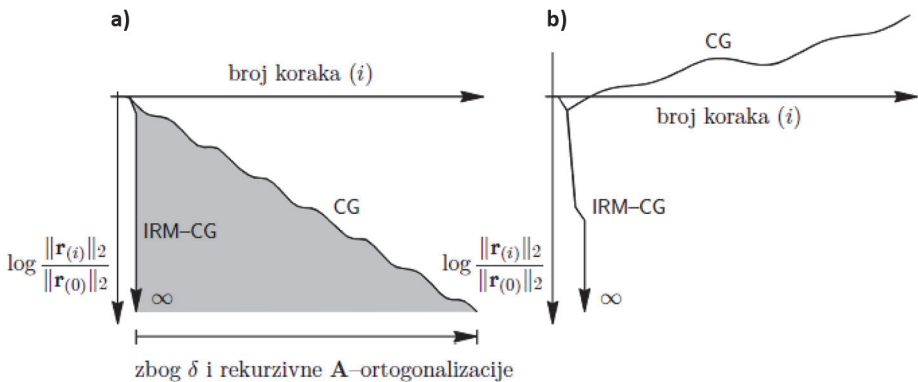 a)
broj koraka (i)
CG
IRM–CG
log ‖r(i)‖₂ / ‖r(0)‖₂
∞
zbog δ i rekurzivne A–ortogonalizacije
b)
CG
broj koraka (i)
IRM–CG
log ‖r(i)‖₂ / ‖r(0)‖₂
∞